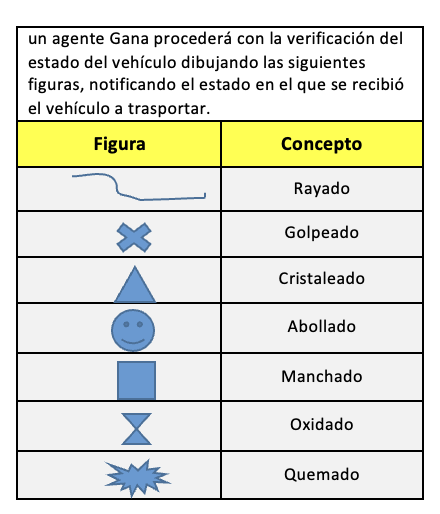 un agente Gana procederá con la verificación del
estado del vehículo dibujando las siguientes
figuras, notificando el estado en el que se recibió
el vehículo a trasportar.
Figura Concepto
Rayado
Golpeado
Cristaleado
Abollado
Manchado
Oxidado
Quemado